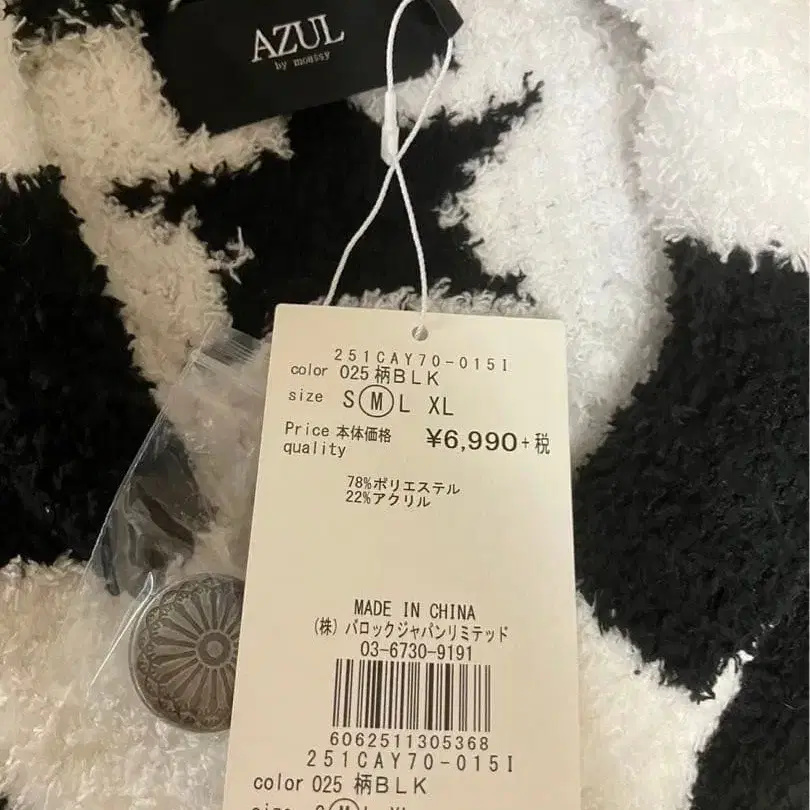 AZUL
by moussy
251CAY70-015I
color 025 柄BLK
size S M L XL
Price 本体価格 ¥6,990+税
quality
78%ポリエステル
22%アクリル
MADE IN CHINA
(株) バロックジャパンリミテッド
03-6730-9191
6062511305368
251CAY70-015I
color 025 柄BLK
size S M L XL